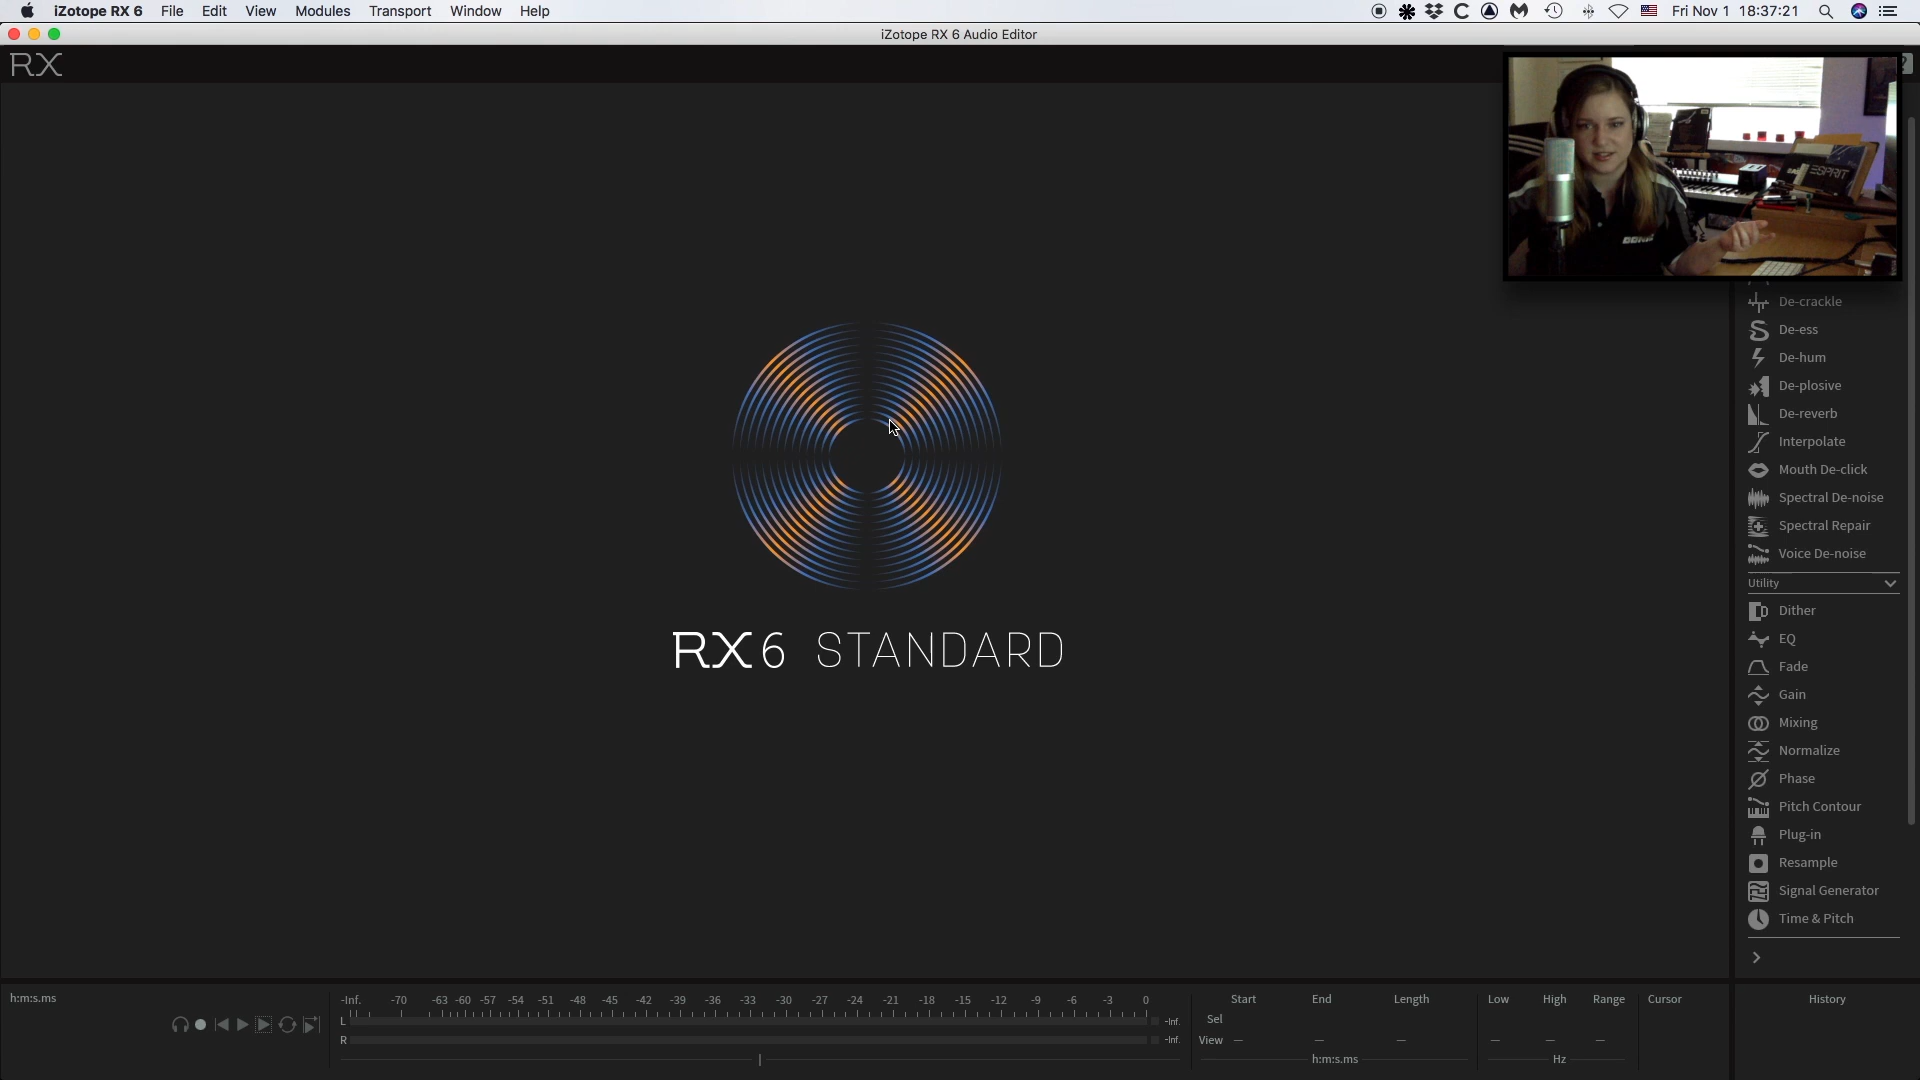 iZotope RX 6 File Edit View Modules Transport Window Help Fri Nov 1 18:37:21
iZotope RX 6 Audio Editor
RX
ESPRIT
De-crackle
De-ess
De-hum
De-plosive
De-reverb
Interpolate
Mouth De-click
Spectral De-noise
Spectral Repair
Voice De-noise
Utility
Dither
EQ
Fade
Gain
Mixing
Normalize
Phase
Pitch Contour
Plug-in
Resample
Signal Generator
Time & Pitch
RX 6 STANDARD
h:m:s.ms
-Inf. -70 -63 -60 -57 -54 -51 -48 -45 -42 -39 -36 -33 -30 -27 -24 -21 -18 -15 -12 -9 -6 -3 0
L -Inf.
R -Inf.
Start End Length Low High Range Cursor History
Sel
View — — — — — —
h:m:s.ms Hz